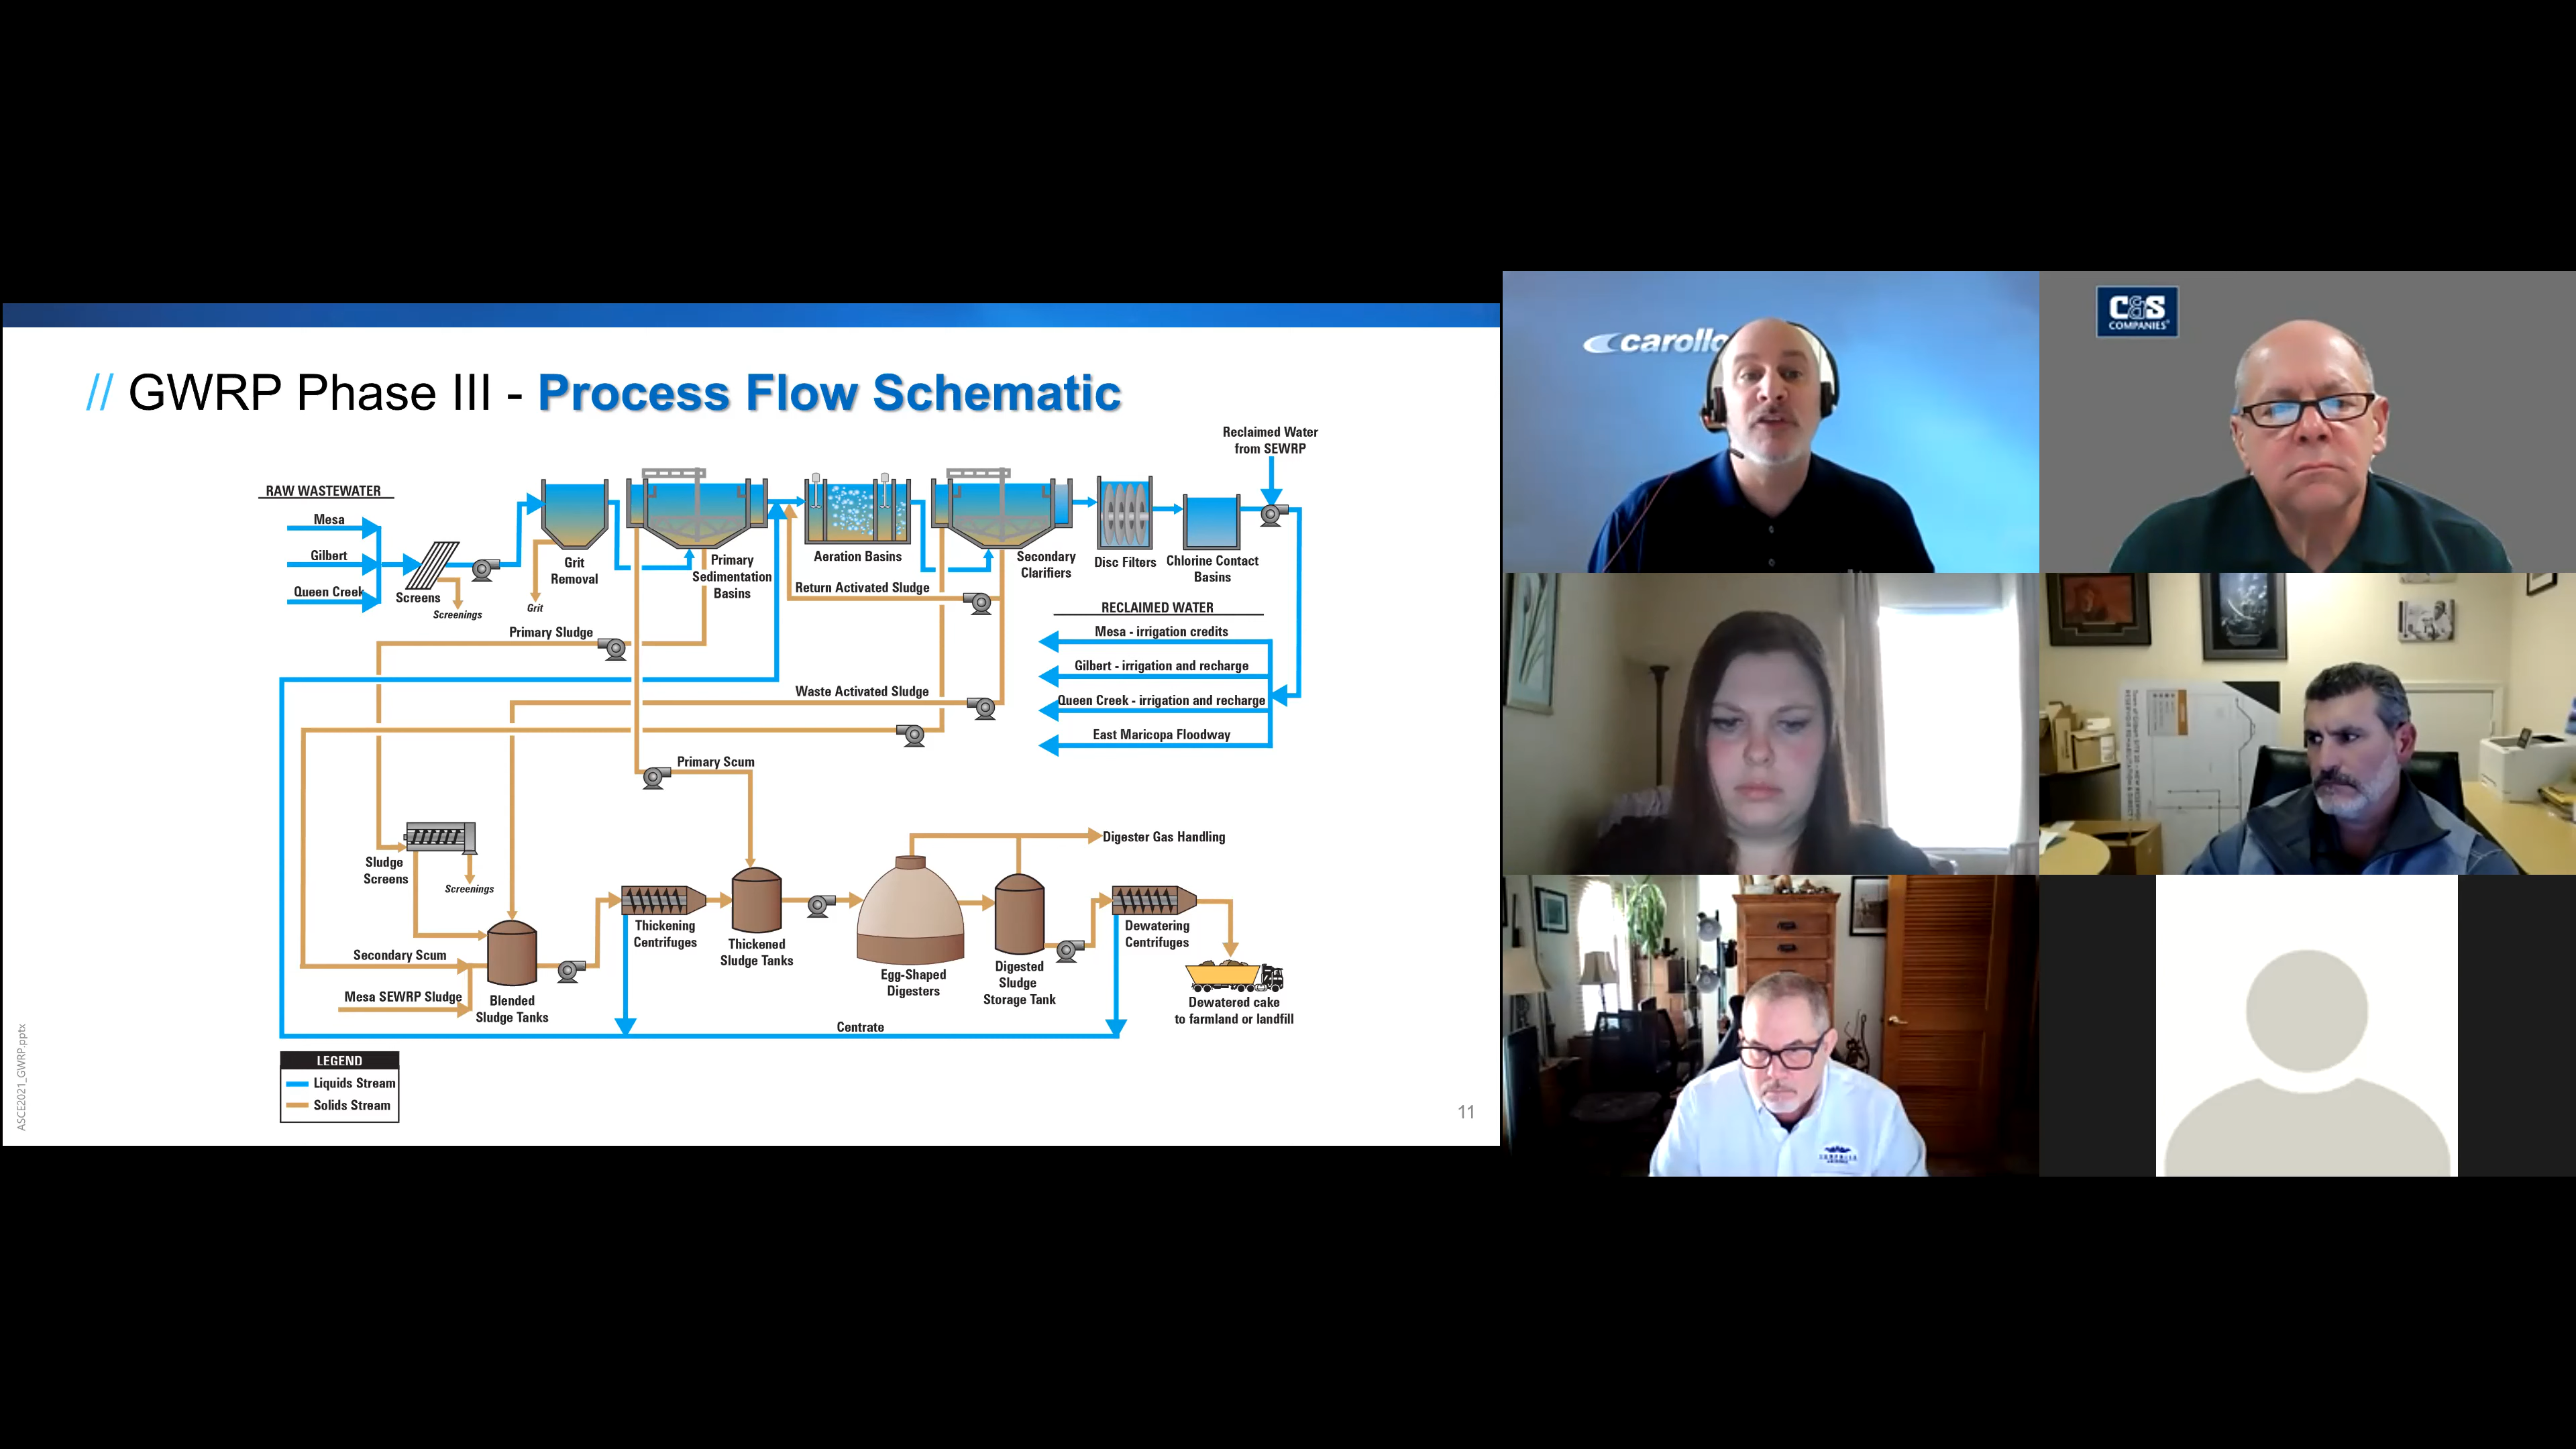 // GWRP Phase III - Process Flow Schematic
Reclaimed Water
from SEWRP
RAW WASTEWATER
Mesa
Gilbert
Queen Creek
Screens
Screenings
Grit
Removal
Grit
Primary
Sedimentation
Basins
Aeration Basins
Secondary
Clarifiers
Disc Filters
Chlorine Contact
Basins
Return Activated Sludge
RECLAIMED WATER
Mesa - irrigation credits
Gilbert - irrigation and recharge
Queen Creek - irrigation and recharge
East Maricopa Floodway
Primary Sludge
Waste Activated Sludge
Primary Scum
Sludge
Screens
Screenings
Digester Gas Handling
Thickening
Centrifuges
Thickened
Sludge Tanks
Egg-Shaped
Digesters
Digested
Sludge
Storage Tank
Dewatering
Centrifuges
Dewatered cake
to farmland or landfill
Secondary Scum
Mesa SEWRP Sludge
Blended
Sludge Tanks
Centrate
LEGEND
Liquids Stream
Solids Stream
ASCE2021_GWRP.pptx
11
carollo
C&S
COMPANIES